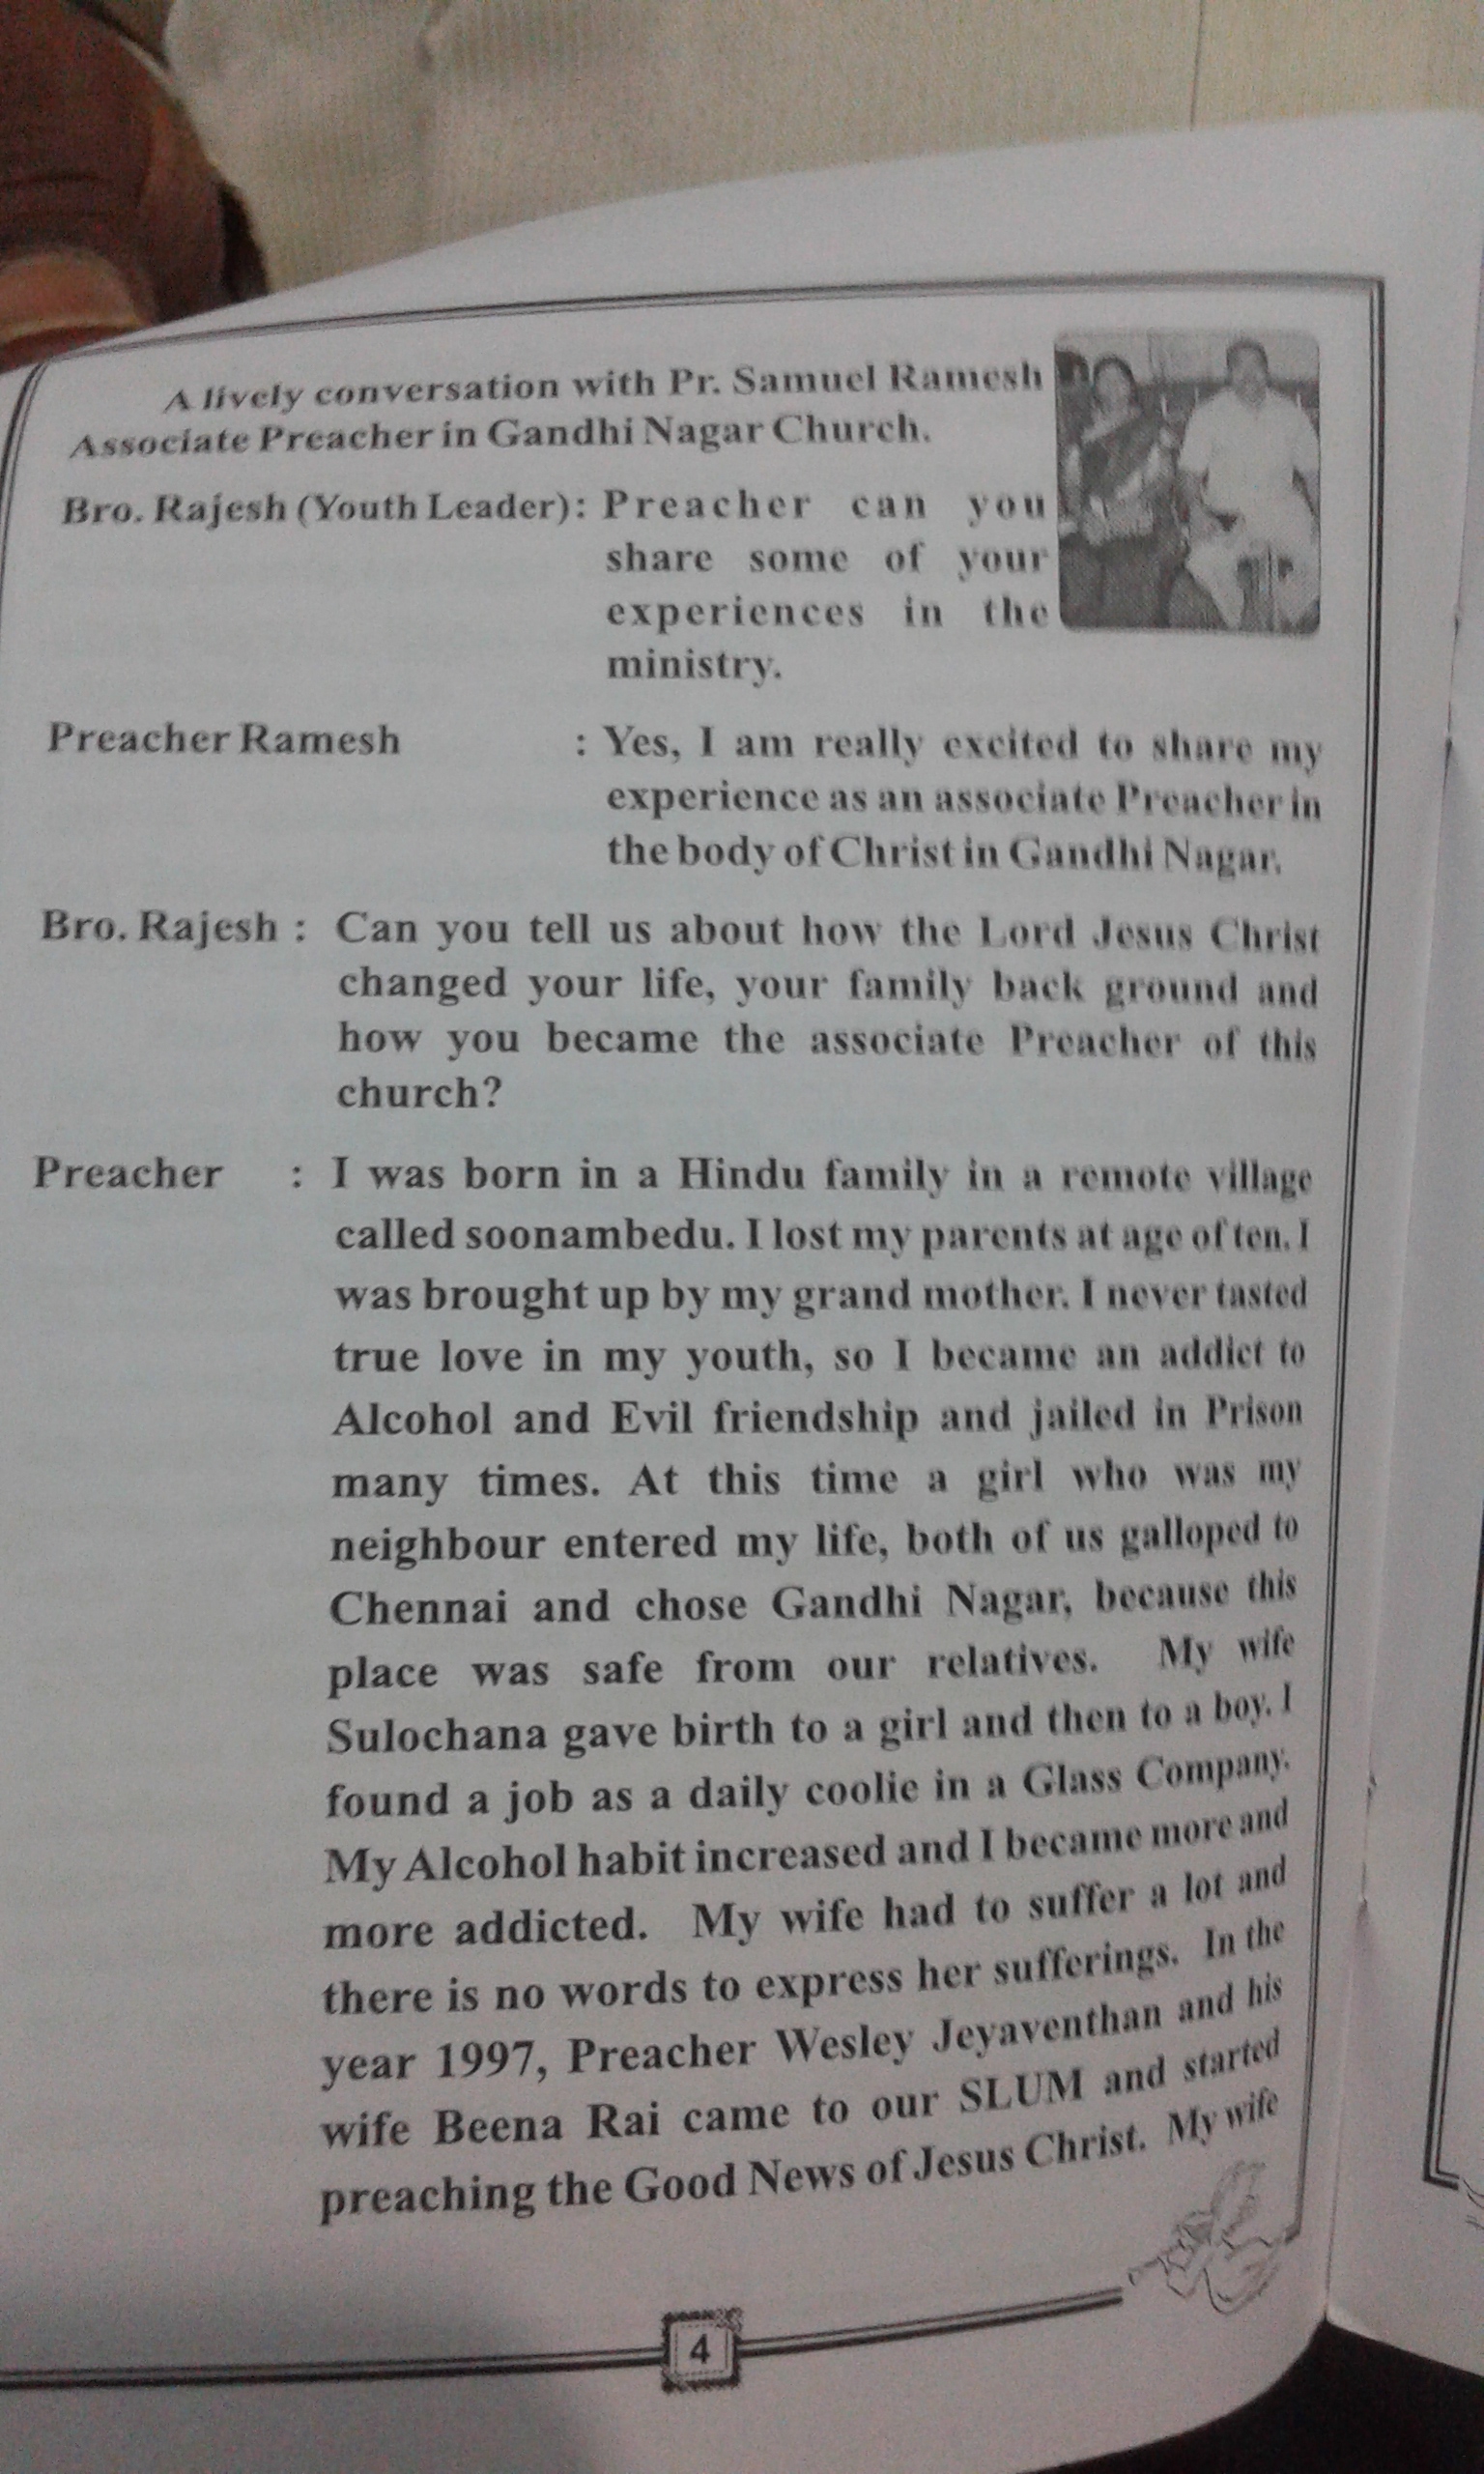 A lively conversation with Pr. Samuel Ramesh
Associate Preacher in Gandhi Nagar Church.
Bro. Rajesh (Youth Leader): Preacher can you
share some of your
experiences in the
ministry.
Preacher Ramesh : Yes, I am really excited to share my
experience as an associate Preacher in
the body of Christ in Gandhi Nagar.
Bro. Rajesh : Can you tell us about how the Lord Jesus Christ
changed your life, your family back ground and
how you became the associate Preacher of this
church?
Preacher : I was born in a Hindu family in a remote village
called soonambedu. I lost my parents at age of ten. I
was brought up by my grand mother. I never tasted
true love in my youth, so I became an addict to
Alcohol and Evil friendship and jailed in Prison
many times. At this time a girl who was my
neighbour entered my life, both of us galloped to
Chennai and chose Gandhi Nagar, because this
place was safe from our relatives. My wife
Sulochana gave birth to a girl and then to a boy. I
found a job as a daily coolie in a Glass Company.
My Alcohol habit increased and I became more and
more addicted. My wife had to suffer a lot and
there is no words to express her sufferings. In the
year 1997, Preacher Wesley Jeyaventhan and his
wife Beena Rai came to our SLUM and started
preaching the Good News of Jesus Christ. My wife
4